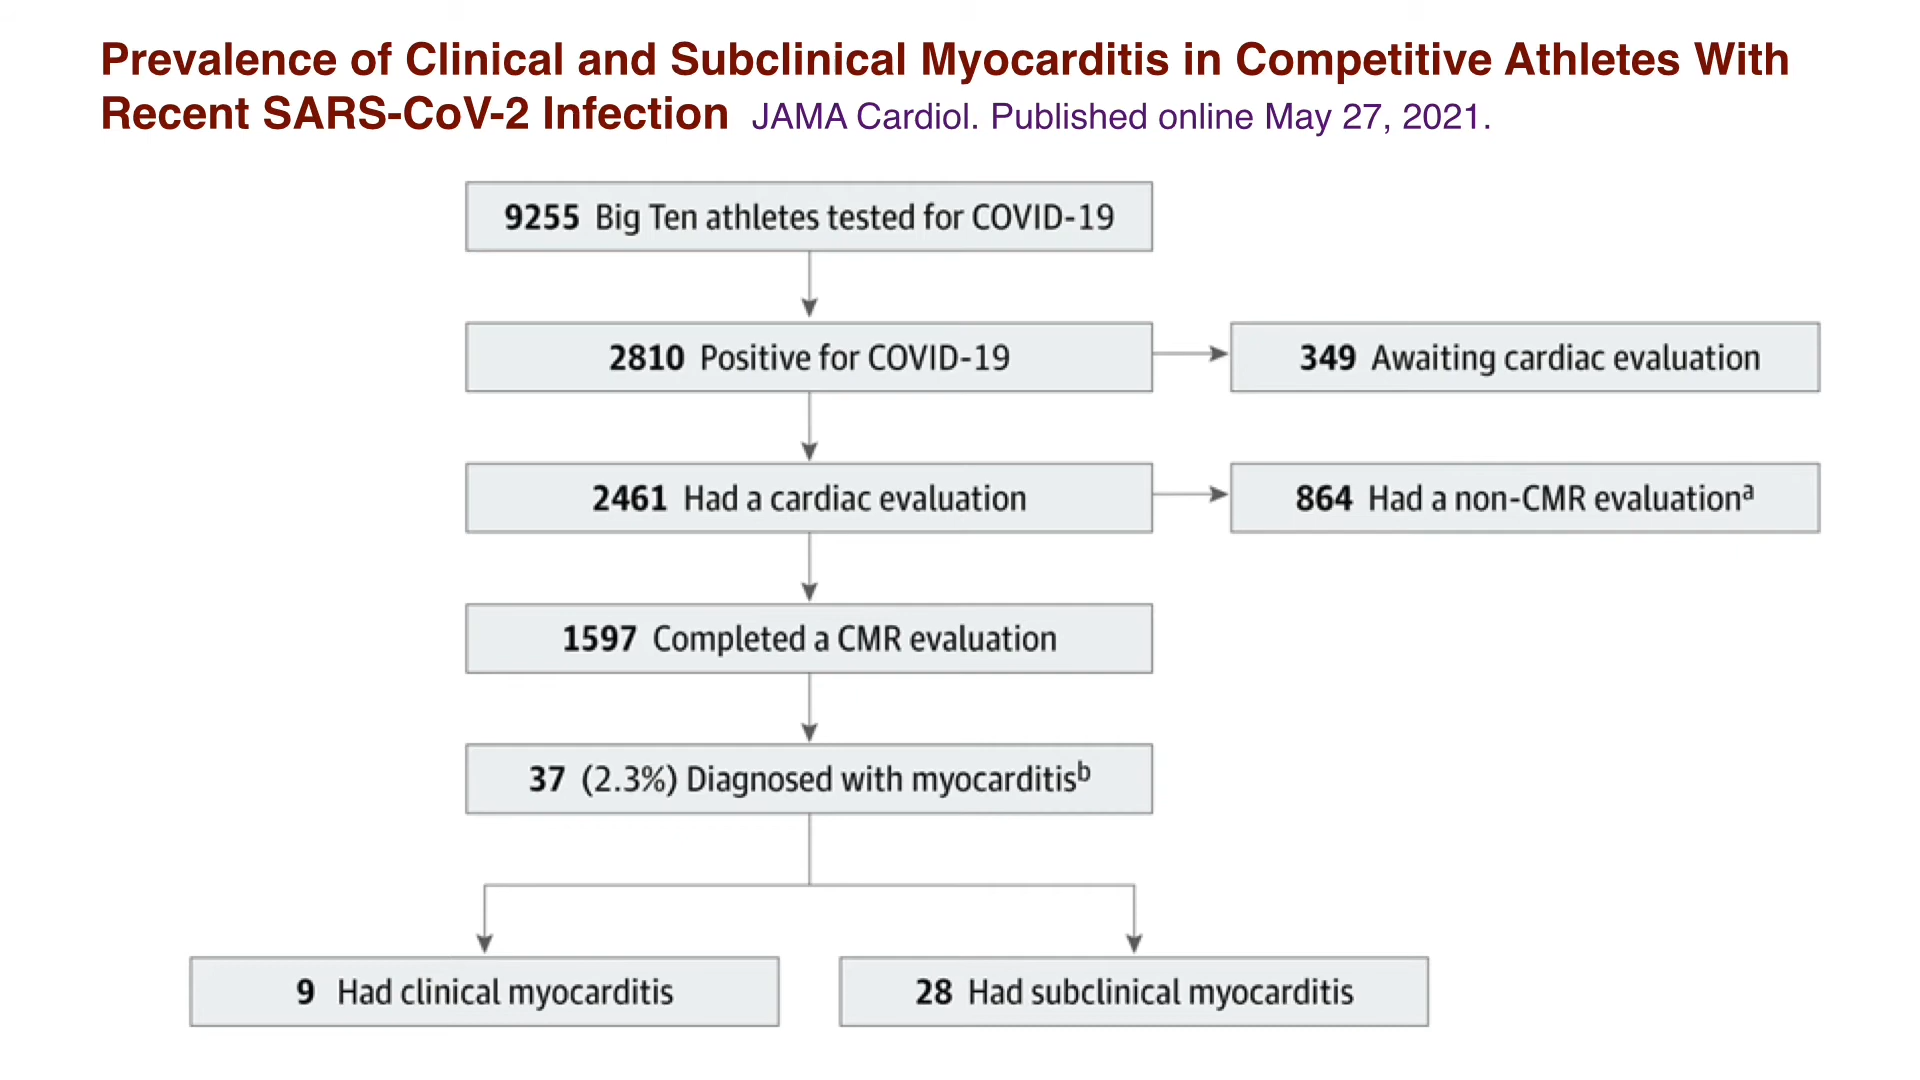 Prevalence of Clinical and Subclinical Myocarditis in Competitive Athletes With
Recent SARS-CoV-2 Infection JAMA Cardiol. Published online May 27, 2021.
9255 Big Ten athletes tested for COVID-19
2810 Positive for COVID-19
349 Awaiting cardiac evaluation
2461 Had a cardiac evaluation
864 Had a non-CMR evaluationᵃ
1597 Completed a CMR evaluation
37 (2.3%) Diagnosed with myocarditisᵇ
9 Had clinical myocarditis
28 Had subclinical myocarditis